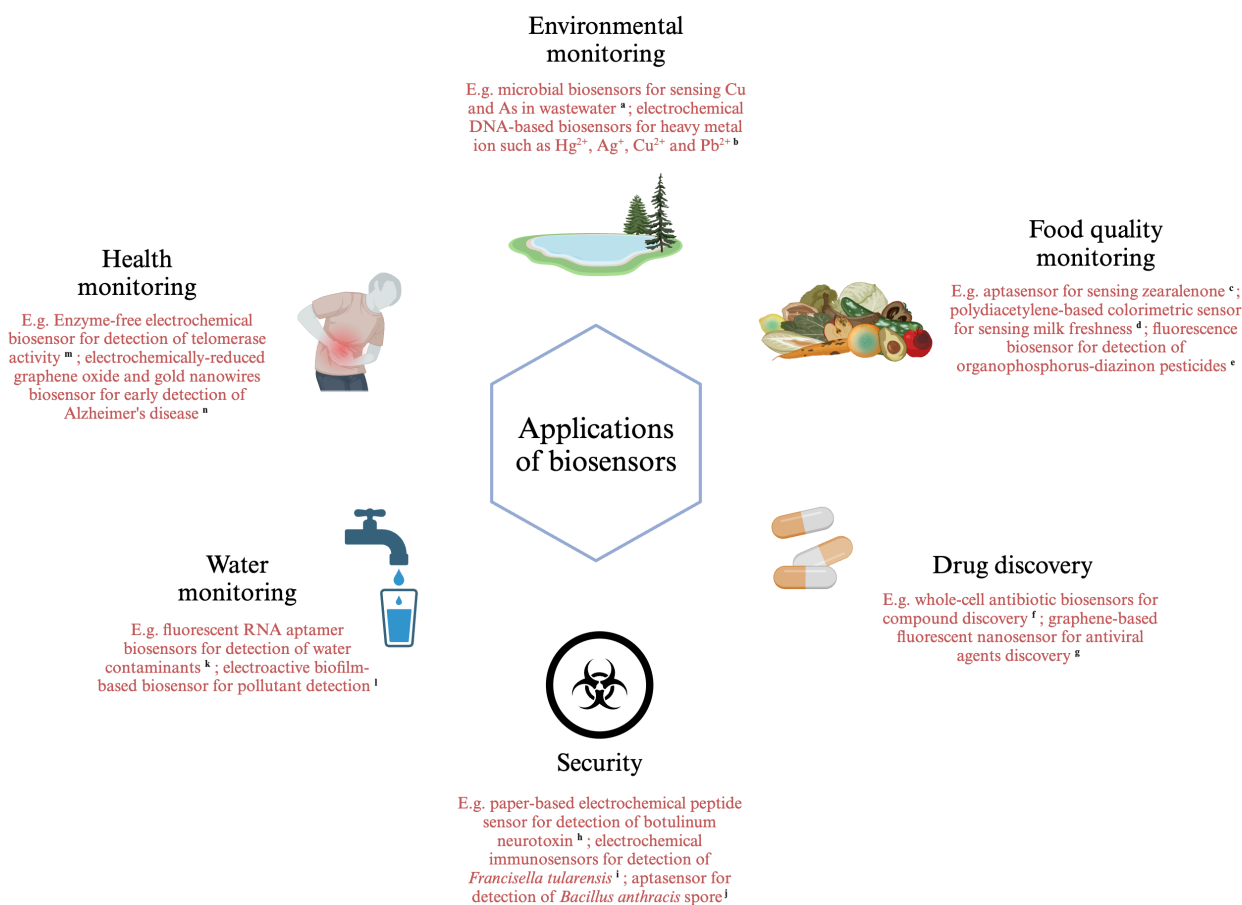 Environmental
monitoring
E.g. microbial biosensors for sensing Cu
and As in wastewater ᵃ ; electrochemical
DNA-based biosensors for heavy metal
ion such as Hg²⁺, Ag⁺, Cu²⁺ and Pb²⁺ ᵇ
Food quality
monitoring
E.g. aptasensor for sensing zearalenone ᶜ ;
polydiacetylene-based colorimetric sensor
for sensing milk freshness ᵈ ; fluorescence
biosensor for detection of
organophosphorus-diazinon pesticides ᵉ
Health
monitoring
E.g. Enzyme-free electrochemical
biosensor for detection of telomerase
activity ᵐ ; electrochemically-reduced
graphene oxide and gold nanowires
biosensor for early detection of
Alzheimer's disease ⁿ
Applications
of biosensors
Drug discovery
E.g. whole-cell antibiotic biosensors for
compound discovery ᶠ ; graphene-based
fluorescent nanosensor for antiviral
agents discovery ᵍ
Water
monitoring
E.g. fluorescent RNA aptamer
biosensors for detection of water
contaminants ᵏ ; electroactive biofilm-
based biosensor for pollutant detection ˡ
Security
E.g. paper-based electrochemical peptide
sensor for detection of botulinum
neurotoxin ʰ ; electrochemical
immunosensors for detection of
Francisella tularensis ⁱ ; aptasensor for
detection of Bacillus anthracis spore ʲ